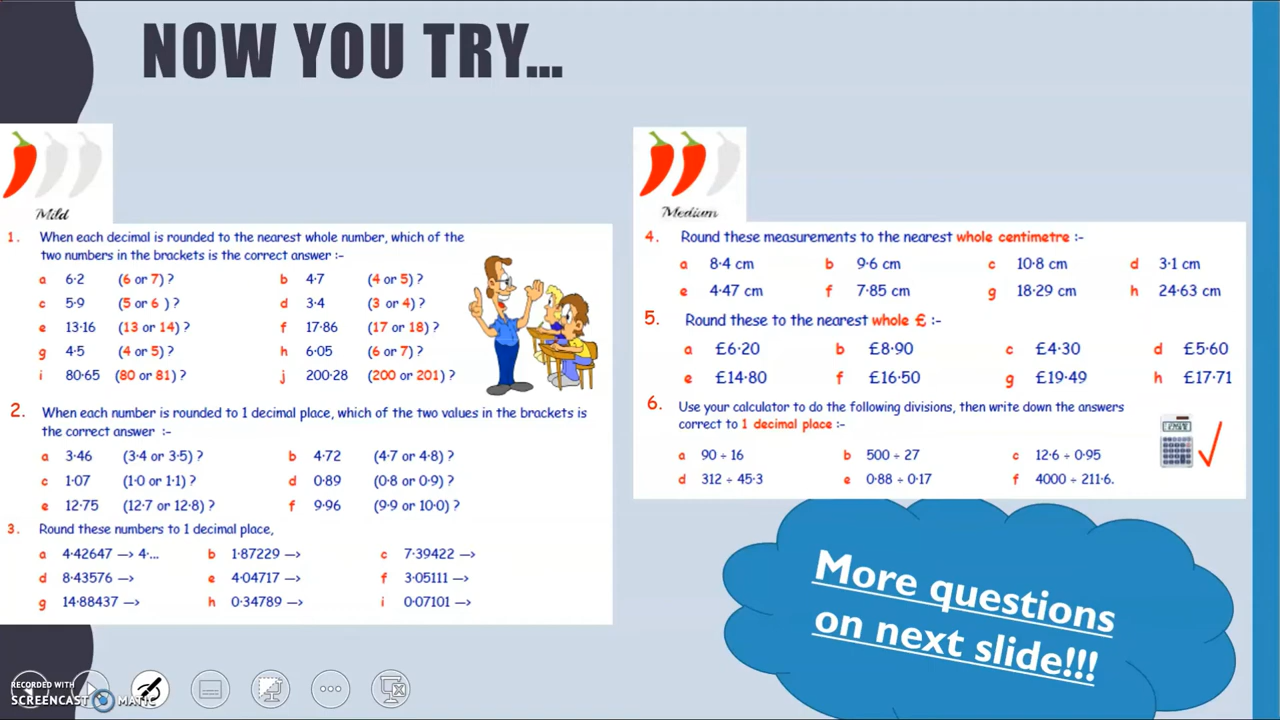 NOW YOU TRY...
Mild
1. When each decimal is rounded to the nearest whole number, which of the
two numbers in the brackets is the correct answer :-
a 6·2 (6 or 7) ? b 4·7 (4 or 5) ?
c 5·9 (5 or 6 ) ? d 3·4 (3 or 4) ?
e 13·16 (13 or 14) ? f 17·86 (17 or 18) ?
g 4·5 (4 or 5) ? h 6·05 (6 or 7) ?
i 80·65 (80 or 81) ? j 200·28 (200 or 201) ?
2. When each number is rounded to 1 decimal place, which of the two values in the brackets is
the correct answer :-
a 3·46 (3·4 or 3·5) ? b 4·72 (4·7 or 4·8) ?
c 1·07 (1·0 or 1·1) ? d 0·89 (0·8 or 0·9) ?
e 12·75 (12·7 or 12·8) ? f 9·96 (9·9 or 10·0) ?
3. Round these numbers to 1 decimal place,
a 4·42647 —> 4·... b 1·87229 —> c 7·39422 —>
d 8·43576 —> e 4·04717 —> f 3·05111 —>
g 14·88437 —> h 0·34789 —> i 0·07101 —>
Medium
4. Round these measurements to the nearest whole centimetre :-
a 8·4 cm b 9·6 cm c 10·8 cm d 3·1 cm
e 4·47 cm f 7·85 cm g 18·29 cm h 24·63 cm
5. Round these to the nearest whole £ :-
a £6·20 b £8·90 c £4·30 d £5·60
e £14·80 f £16·50 g £19·49 h £17·71
6. Use your calculator to do the following divisions, then write down the answers
correct to 1 decimal place :-
a 90 ÷ 16 b 500 ÷ 27 c 12·6 ÷ 0·95
d 312 ÷ 45·3 e 0·88 ÷ 0·17 f 4000 ÷ 211·6.
More questions
on next slide!!!
RECORDED WITH
SCREENCAST MATIC